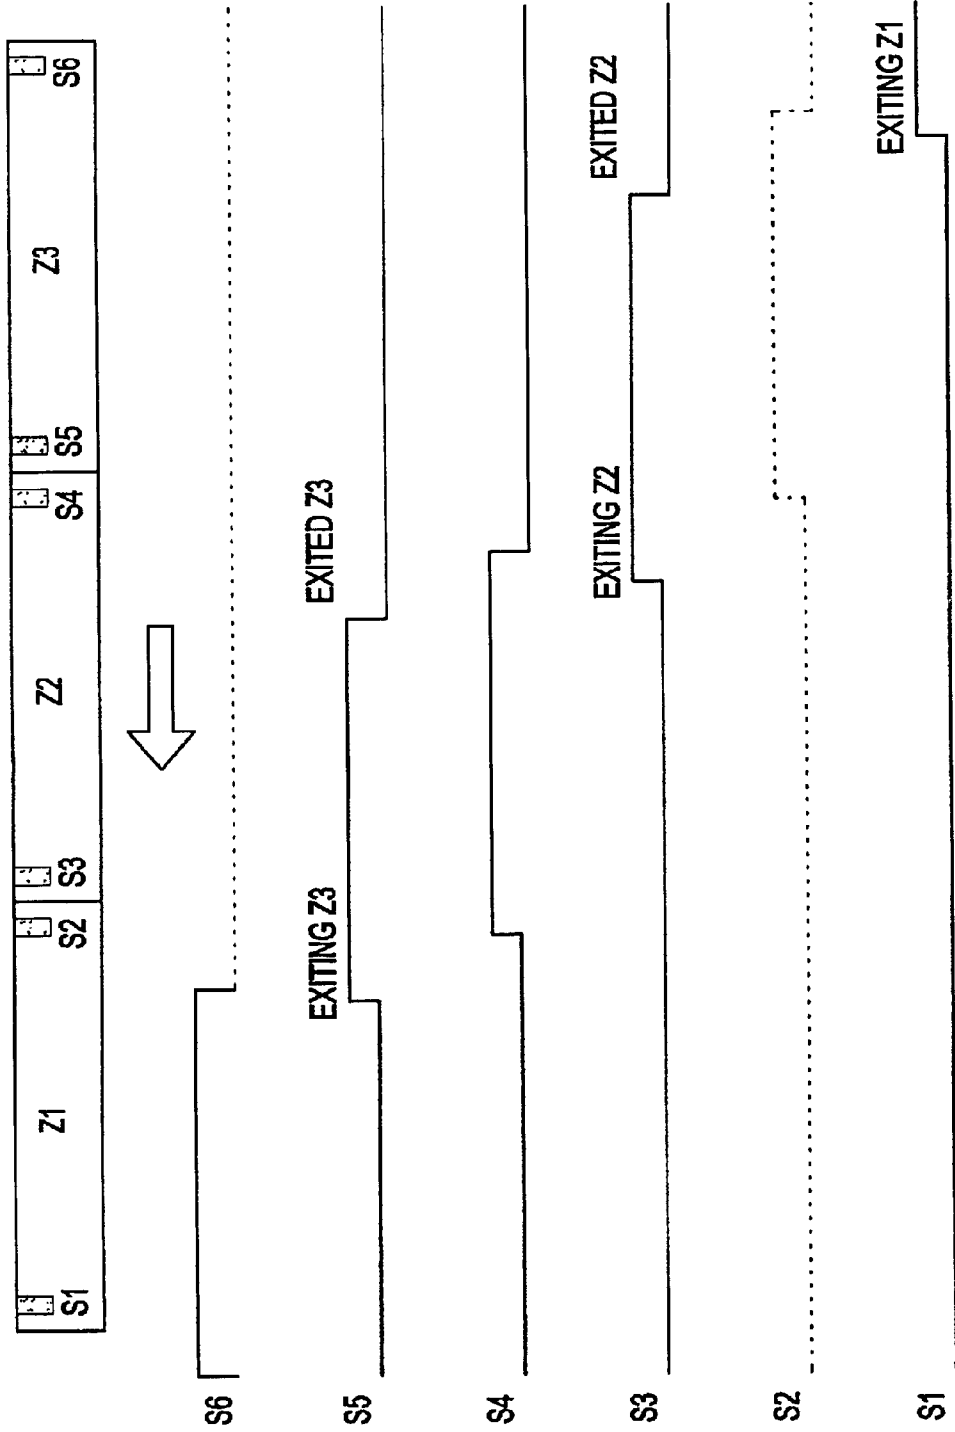 S1 Z1 S2 S3 Z2 S4 S5 Z3 S6
S6
S5 EXITING Z3 EXITED Z3
S4
S3 EXITING Z2 EXITED Z2
S2
S1 EXITING Z1